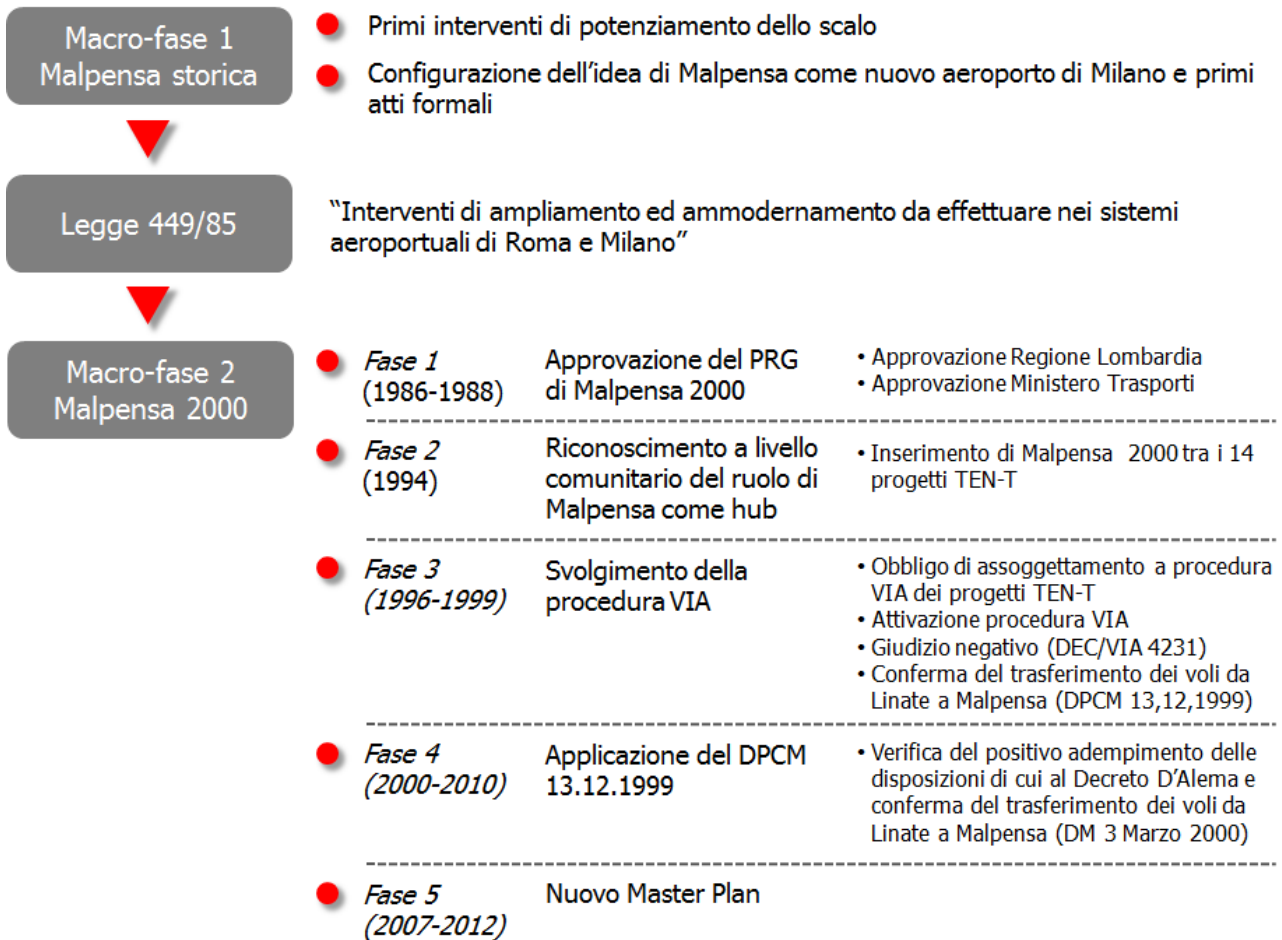 Macro-fase 1
Malpensa storica
Primi interventi di potenziamento dello scalo
Configurazione dell'idea di Malpensa come nuovo aeroporto di Milano e primi
atti formali
Legge 449/85
"Interventi di ampliamento ed ammodernamento da effettuare nei sistemi
aeroportuali di Roma e Milano"
Macro-fase 2
Malpensa 2000
Fase 1
(1986-1988)
Approvazione del PRG
di Malpensa 2000
• Approvazione Regione Lombardia
• Approvazione Ministero Trasporti
Fase 2
(1994)
Riconoscimento a livello
comunitario del ruolo di
Malpensa come hub
• Inserimento di Malpensa 2000 tra i 14
progetti TEN-T
Fase 3
(1996-1999)
Svolgimento della
procedura VIA
• Obbligo di assoggettamento a procedura
VIA dei progetti TEN-T
• Attivazione procedura VIA
• Giudizio negativo (DEC/VIA 4231)
• Conferma del trasferimento dei voli da
Linate a Malpensa (DPCM 13,12,1999)
Fase 4
(2000-2010)
Applicazione del DPCM
13.12.1999
• Verifica del positivo adempimento delle
disposizioni di cui al Decreto D'Alema e
conferma del trasferimento dei voli da
Linate a Malpensa (DM 3 Marzo 2000)
Fase 5
(2007-2012)
Nuovo Master Plan